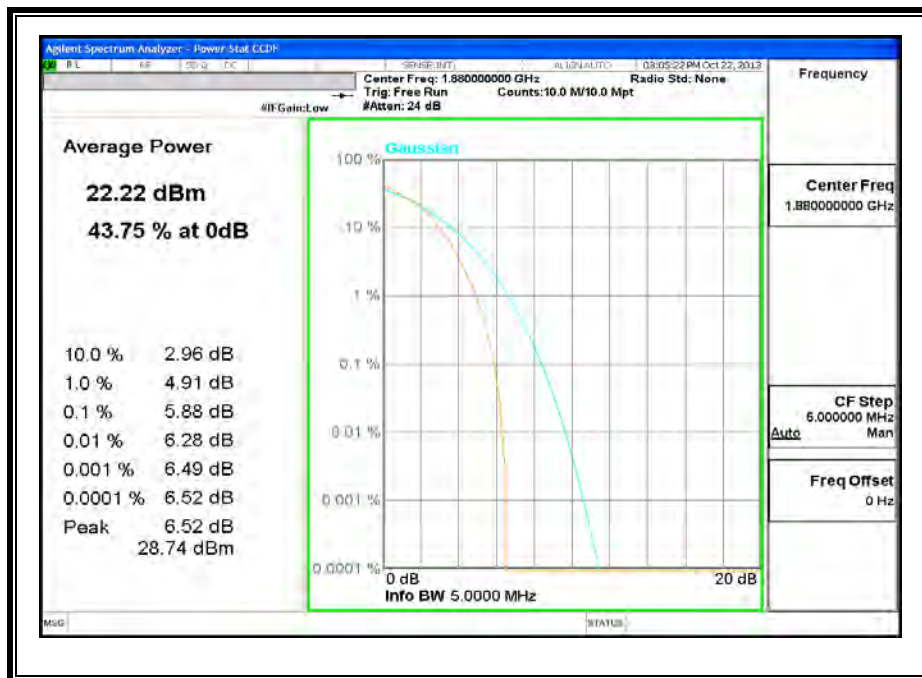 Agilent Spectrum Analyzer - Power Stat CCDF
RL RF 50 Ω DC SENSE:INT ALIGN AUTO 03:05:22 PM Oct 22, 2013
Center Freq: 1.880000000 GHz Radio Std: None
Trig: Free Run Counts:10.0 M/10.0 Mpt
#IFGain:Low #Atten: 24 dB
Frequency
Average Power
22.22 dBm
43.75 % at 0dB
10.0 % 2.96 dB
1.0 % 4.91 dB
0.1 % 5.88 dB
0.01 % 6.28 dB
0.001 % 6.49 dB
0.0001 % 6.52 dB
Peak 6.52 dB
28.74 dBm
Gaussian
100 %
10 %
1 %
0.1 %
0.01 %
0.001 %
0.0001 %
0 dB 20 dB
Info BW 5.0000 MHz
Center Freq
1.880000000 GHz
CF Step
5.000000 MHz
Auto Man
Freq Offset
0 Hz
MSG STATUS